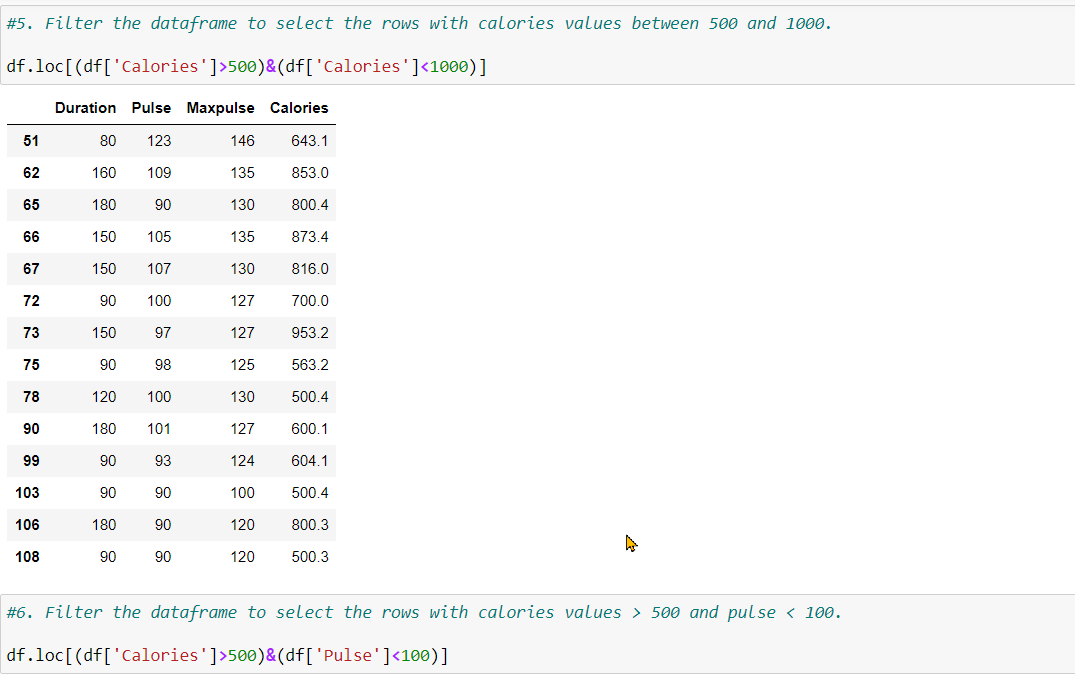 #5. Filter the dataframe to select the rows with calories values between 500 and 1000.
df.loc[(df['Calories']>500)&(df['Calories']<1000)]
Duration Pulse Maxpulse Calories
51 80 123 146 643.1
62 160 109 135 853.0
65 180 90 130 800.4
66 150 105 135 873.4
67 150 107 130 816.0
72 90 100 127 700.0
73 150 97 127 953.2
75 90 98 125 563.2
78 120 100 130 500.4
90 180 101 127 600.1
99 90 93 124 604.1
103 90 90 100 500.4
106 180 90 120 800.3
108 90 90 120 500.3
#6. Filter the dataframe to select the rows with calories values > 500 and pulse < 100.
df.loc[(df['Calories']>500)&(df['Pulse']<100)]